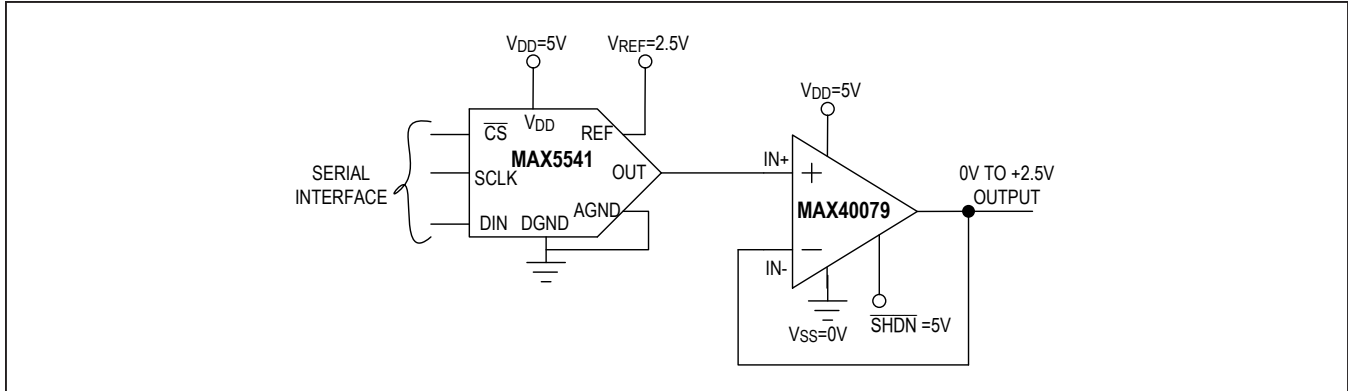 VDD=5V
VREF=2.5V
VDD=5V
CS
VDD
REF
MAX5541
SCLK
OUT
DIN
DGND
AGND
SERIAL
INTERFACE
IN+
+
MAX40079
−
IN-
0V TO +2.5V
OUTPUT
VSS=0V
SHDN =5V